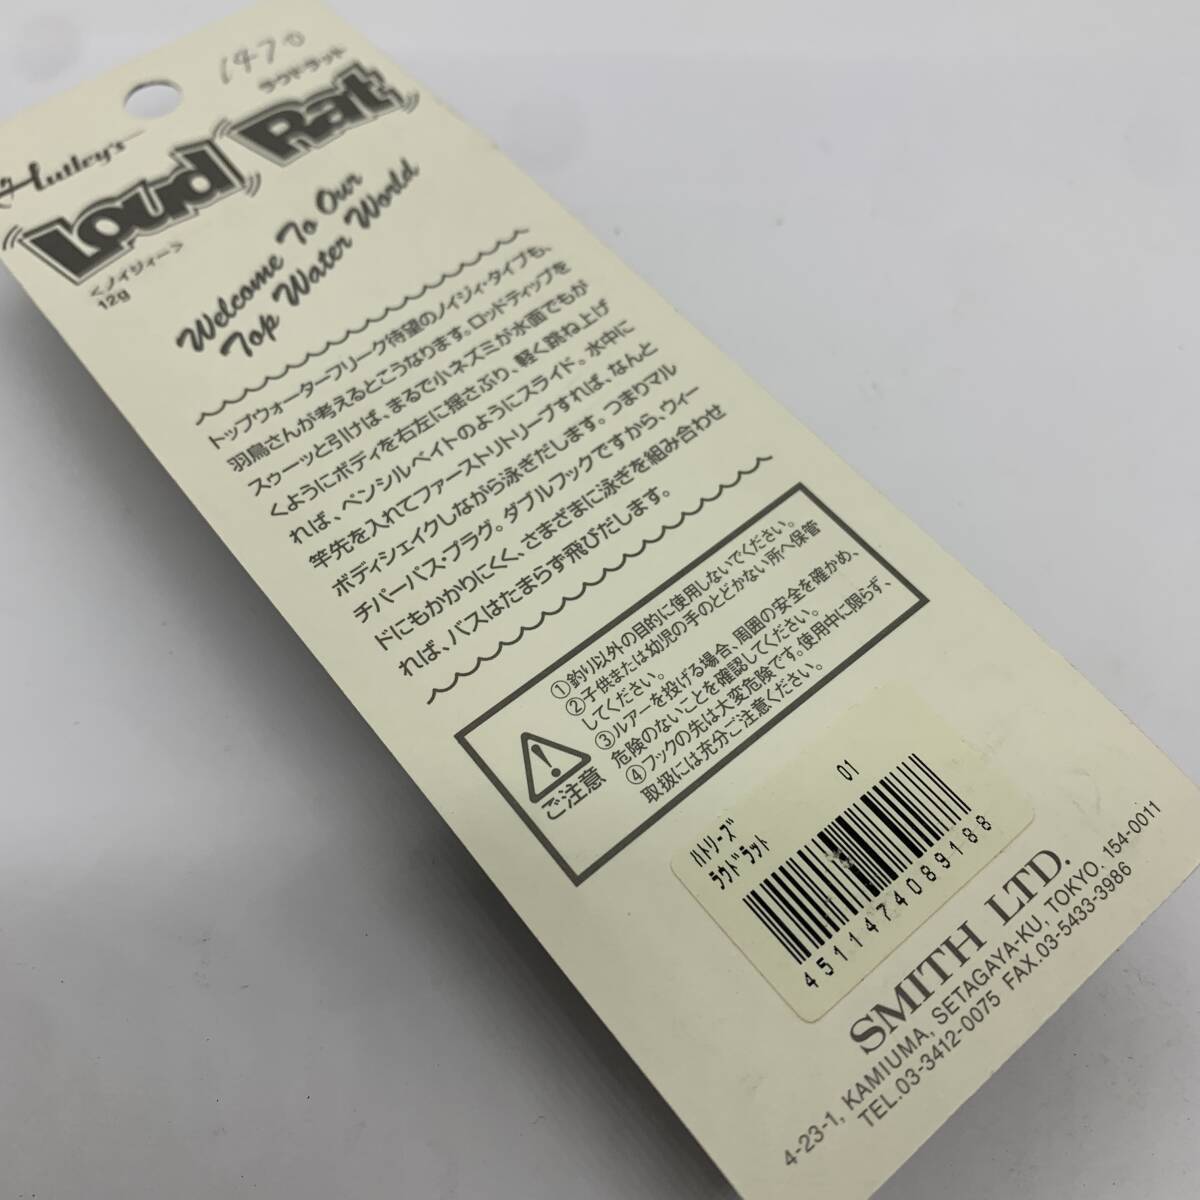 1470
ラウドラット
Hutley's
Loud Rat
<ノイジィー>
12g
Welcome To Our
Top Water World
トップウォーターフリーク待望のノイジィ・タイプも、
羽鳥さんが考えるとこうなります。ロッドティップを
スゥーッと引けば、まるで小ネズミが水面でもが
くようにボディを右左に揺さぶり、軽く跳ね上げ
れば、ペンシルベイトのようにスライド。水中に
竿先を入れてファーストリトリーブすれば、なんと
ボディシェイクしながら泳ぎだします。つまりマル
チパーパス・プラグ。ダブルフックですから、ウィー
ドにもかかりにくく、さまざまに泳ぎを組み合わせ
れば、バスはたまらず飛びだします。
ご注意
①釣り以外の目的に使用しないでください。
②子供または幼児の手のとどかない所へ保管
してください。
③ルアーを投げる場合、周囲の安全を確かめ、
危険のないことを確認してください。
④フックの先は大変危険です。使用中に限らず、
取扱には充分ご注意ください。
ﾊﾄﾘｰｽﾞ 01
ﾗｳﾄﾞﾗｯﾄ
4511474089188
SMITH LTD.
4-23-1, KAMIUMA, SETAGAYA-KU, TOKYO. 154-0011
TEL.03-3412-0075 FAX.03-5433-3986